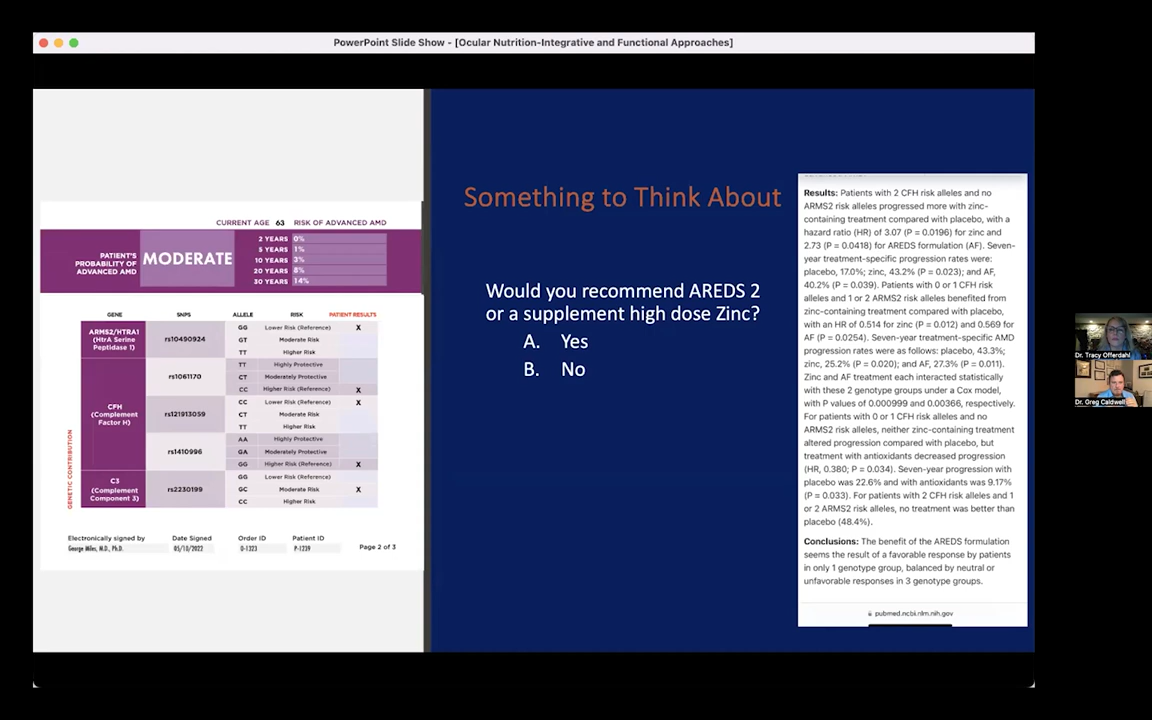 PowerPoint Slide Show - [Ocular Nutrition-Integrative and Functional Approaches]
CURRENT AGE 63 RISK OF ADVANCED AMD
PATIENT'S
PROBABILITY OF
ADVANCED AMD
MODERATE
2 YEARS 0%
5 YEARS 1%
10 YEARS 3%
20 YEARS 8%
30 YEARS 14%
GENE SNPS ALLELE RISK PATIENT RESULTS
ARMS2/HTRA1
(HtrA Serine
Peptidase 1)
rs10490924
GG Lower Risk (Reference) X
GT Moderate Risk
TT Higher Risk
CFH
(Complement
Factor H)
rs1061170
TT Highly Protective
CT Moderately Protective
CC Higher Risk (Reference) X
rs121913059
CC Lower Risk (Reference) X
CT Moderate Risk
TT Higher Risk
rs1410996
AA Highly Protective
GA Moderately Protective
GG Higher Risk (Reference) X
C3
(Complement
Component 3)
rs2230199
GG Lower Risk (Reference)
GC Moderate Risk X
CC Higher Risk
GENETIC CONTRIBUTION
Electronically signed by Date Signed Order ID Patient ID
George Miles, M.D., Ph.D. 05/10/2022 O-1323 P-1239
Page 2 of 3
Something to Think About
Would you recommend AREDS 2
or a supplement high dose Zinc?
A. Yes
B. No
Results: Patients with 2 CFH risk alleles and no
ARMS2 risk alleles progressed more with zinc-
containing treatment compared with placebo, with a
hazard ratio (HR) of 3.07 (P = 0.0196) for zinc and
2.73 (P = 0.0418) for AREDS formulation (AF). Seven-
year treatment-specific progression rates were:
placebo, 17.0%; zinc, 43.2% (P = 0.023); and AF,
40.2% (P = 0.039). Patients with 0 or 1 CFH risk
alleles and 1 or 2 ARMS2 risk alleles benefited from
zinc-containing treatment compared with placebo,
with an HR of 0.514 for zinc (P = 0.012) and 0.569 for
AF (P = 0.0254). Seven-year treatment-specific AMD
progression rates were as follows: placebo, 43.3%;
zinc, 25.2% (P = 0.020); and AF, 27.3% (P = 0.011).
Zinc and AF treatment each interacted statistically
with these 2 genotype groups under a Cox model,
with P values of 0.000999 and 0.00366, respectively.
For patients with 0 or 1 CFH risk alleles and no
ARMS2 risk alleles, neither zinc-containing treatment
altered progression compared with placebo, but
treatment with antioxidants decreased progression
(HR, 0.380; P = 0.034). Seven-year progression with
placebo was 22.6% and with antioxidants was 9.17%
(P = 0.033). For patients with 2 CFH risk alleles and 1
or 2 ARMS2 risk alleles, no treatment was better than
placebo (48.4%).
Conclusions: The benefit of the AREDS formulation
seems the result of a favorable response by patients
in only 1 genotype group, balanced by neutral or
unfavorable responses in 3 genotype groups.
pubmed.ncbi.nlm.nih.gov
Dr. Tracy Offerdahl
Dr. Greg Caldwell